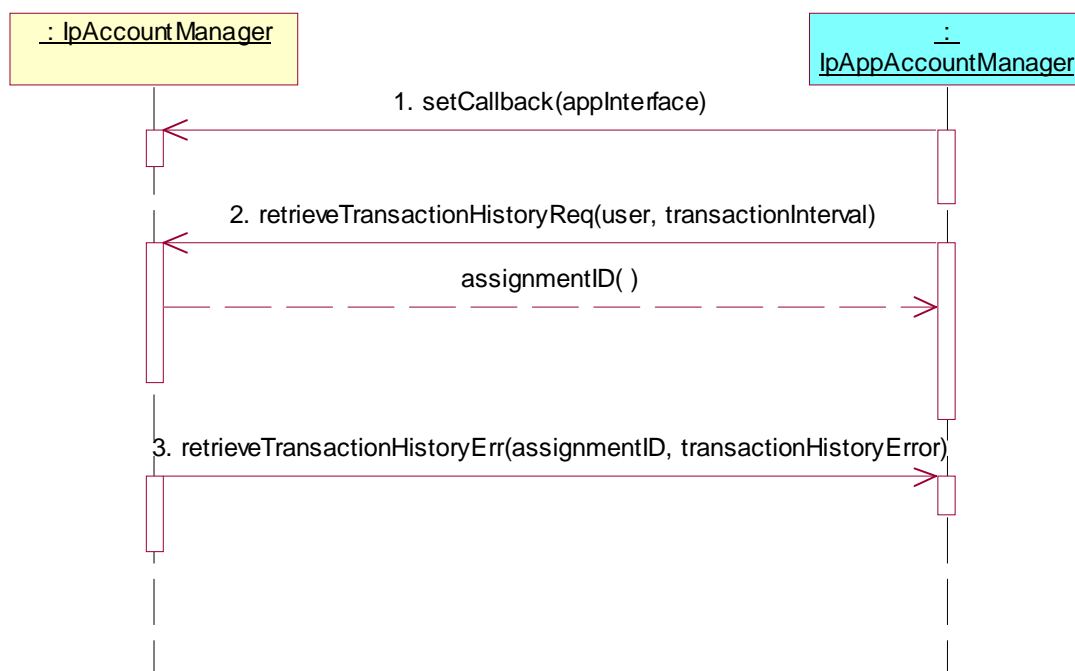 : IpAccountManager
:
IpAppAccountManager
1. setCallback(appInterface)
2. retrieveTransactionHistoryReq(user, transactionInterval)
assignmentID( )
3. retrieveTransactionHistoryErr(assignmentID, transactionHistoryError)